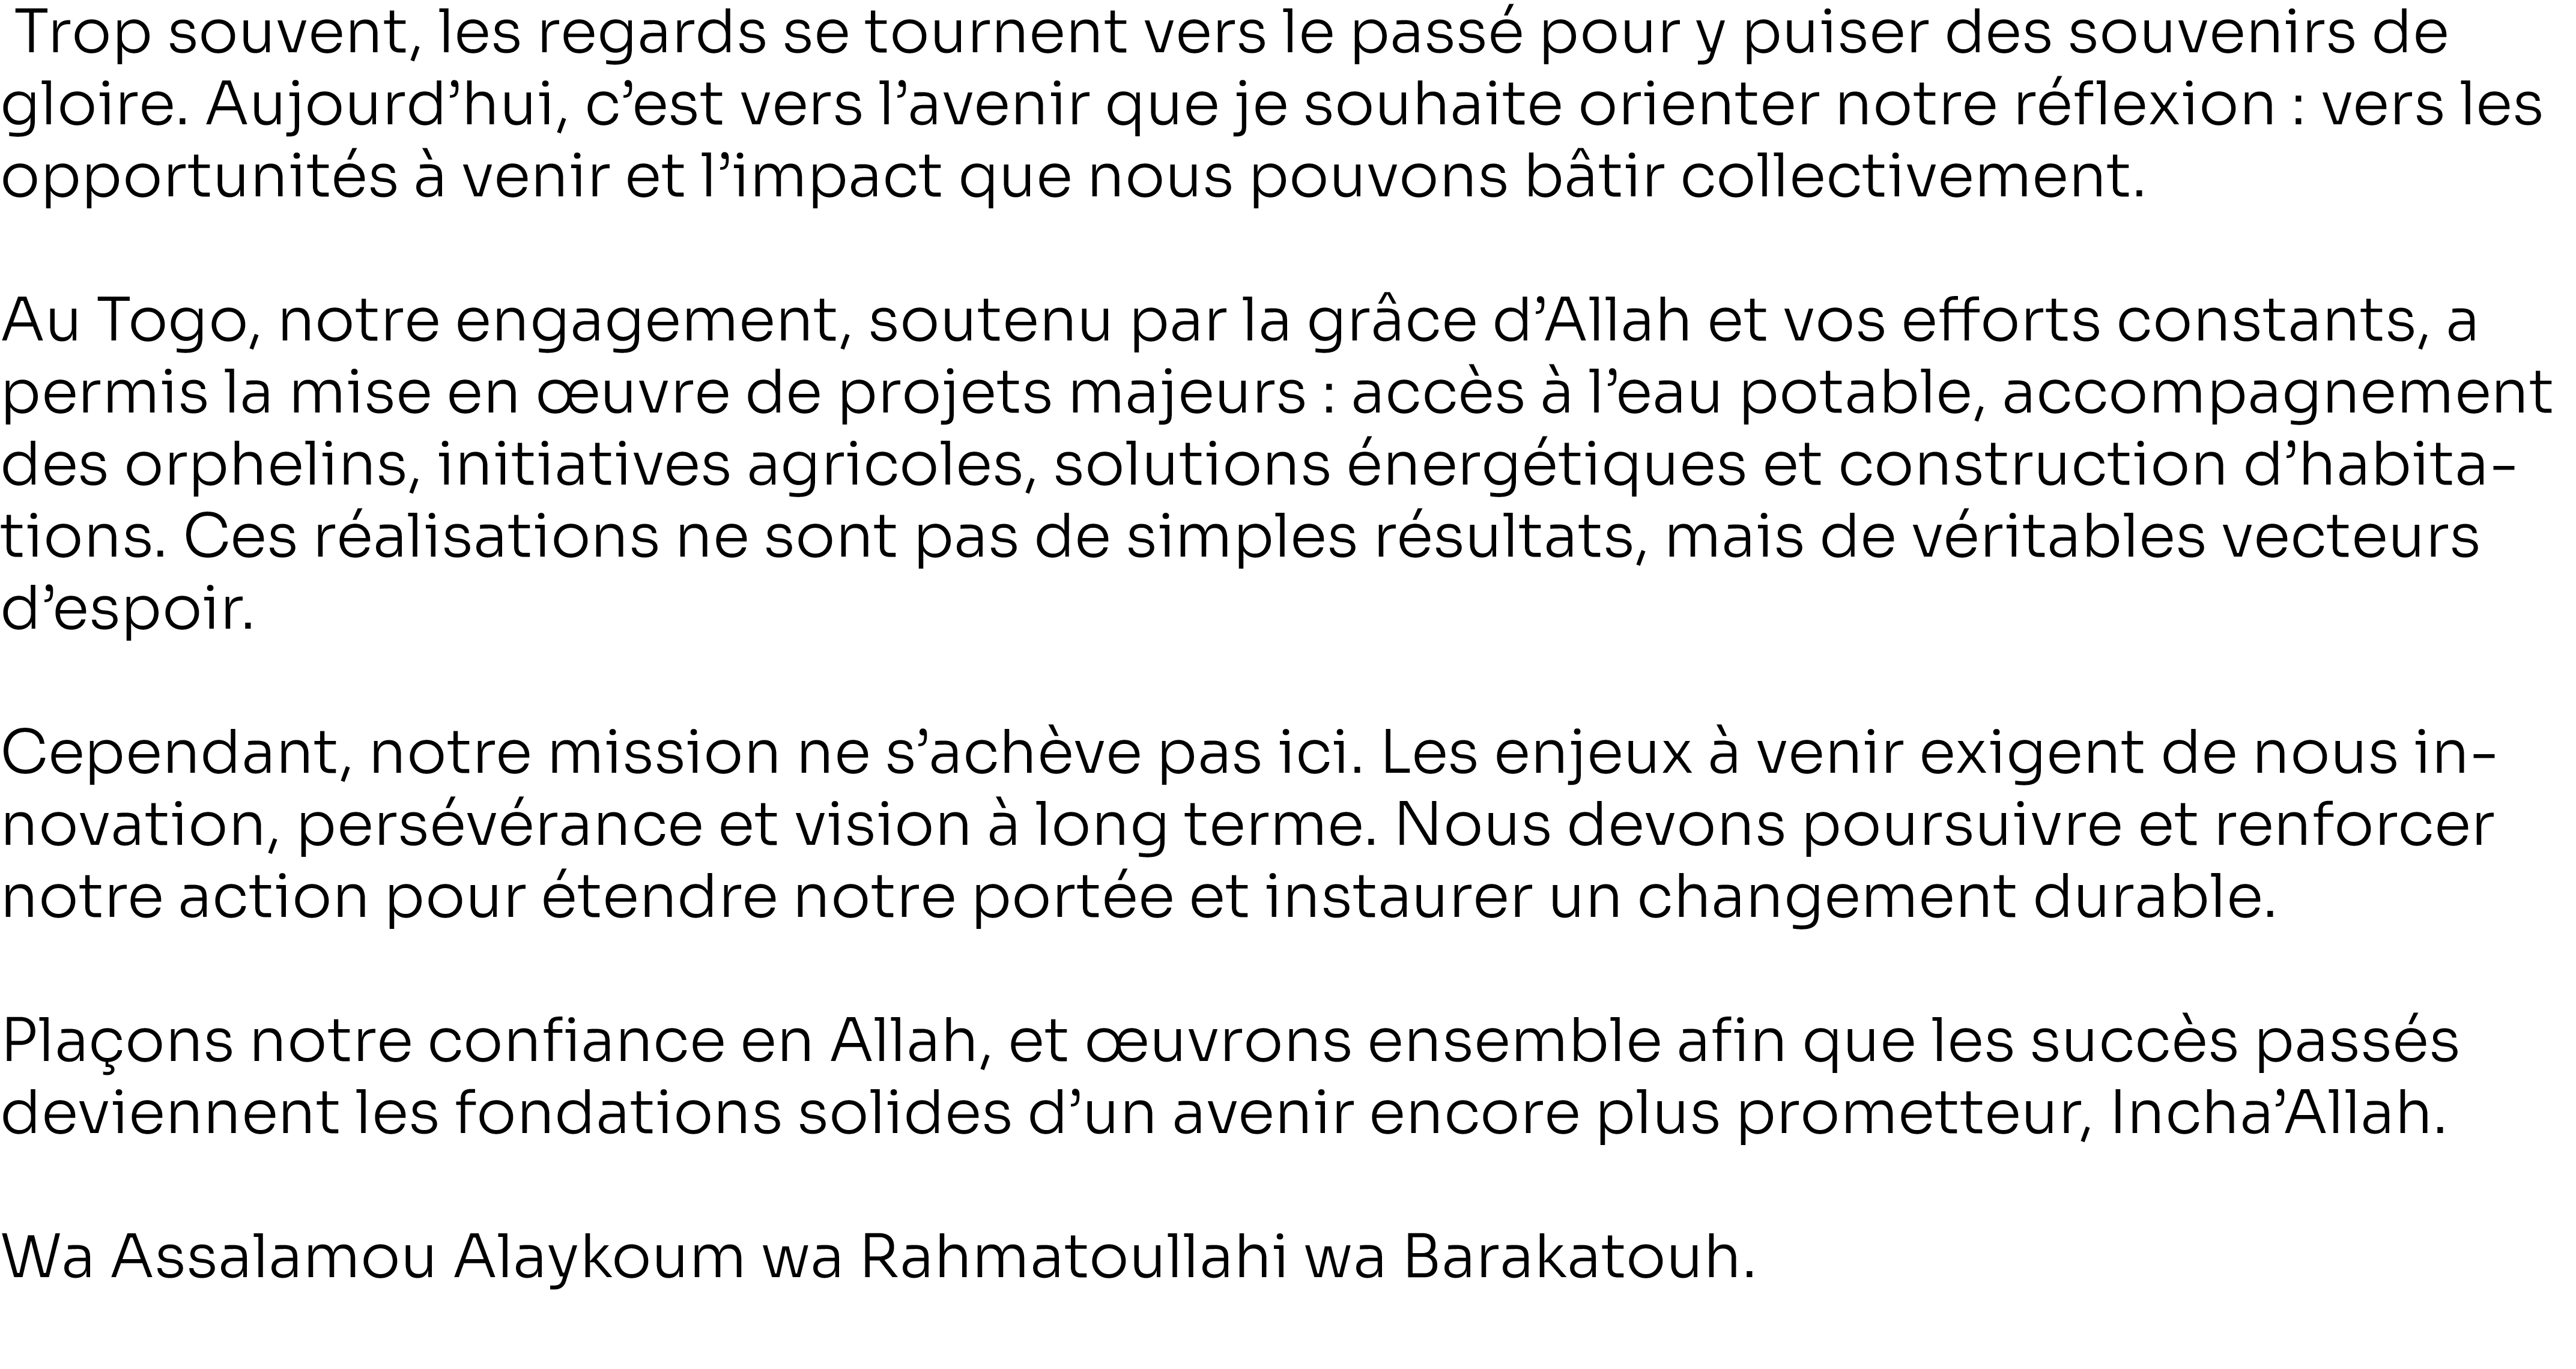 Trop souvent, les regards se tournent vers le passé pour y puiser des souvenirs de
gloire. Aujourd’hui, c’est vers l’avenir que je souhaite orienter notre réflexion : vers les
opportunités à venir et l’impact que nous pouvons bâtir collectivement.
Au Togo, notre engagement, soutenu par la grâce d’Allah et vos efforts constants, a
permis la mise en œuvre de projets majeurs : accès à l’eau potable, accompagnement
des orphelins, initiatives agricoles, solutions énergétiques et construction d’habita-
tions. Ces réalisations ne sont pas de simples résultats, mais de véritables vecteurs
d’espoir.
Cependant, notre mission ne s’achève pas ici. Les enjeux à venir exigent de nous in-
novation, persévérance et vision à long terme. Nous devons poursuivre et renforcer
notre action pour étendre notre portée et instaurer un changement durable.
Plaçons notre confiance en Allah, et œuvrons ensemble afin que les succès passés
deviennent les fondations solides d’un avenir encore plus prometteur, Incha’Allah.
Wa Assalamou Alaykoum wa Rahmatoullahi wa Barakatouh.